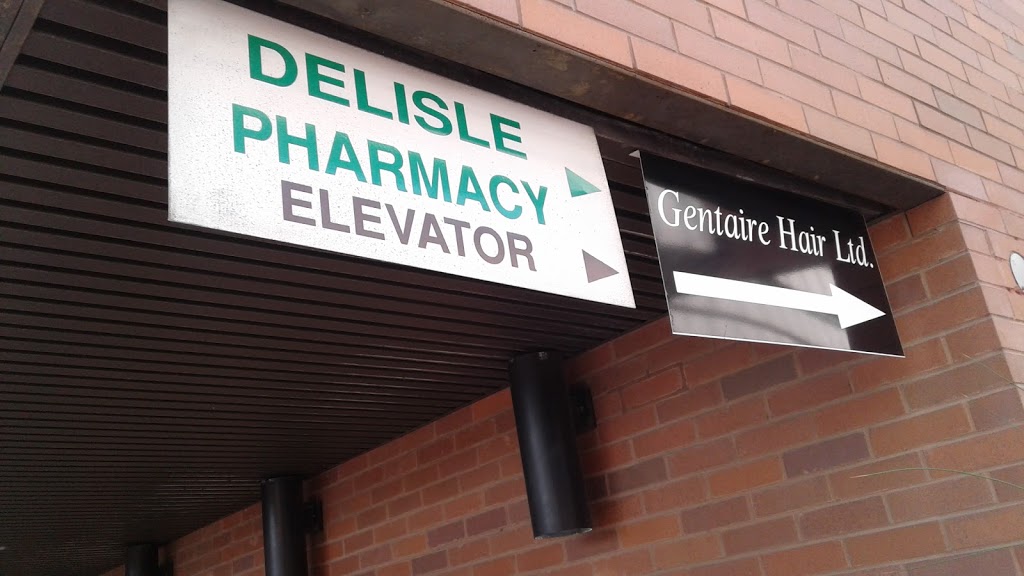 DELISLE
PHARMACY
ELEVATOR
Gentaire Hair Ltd.